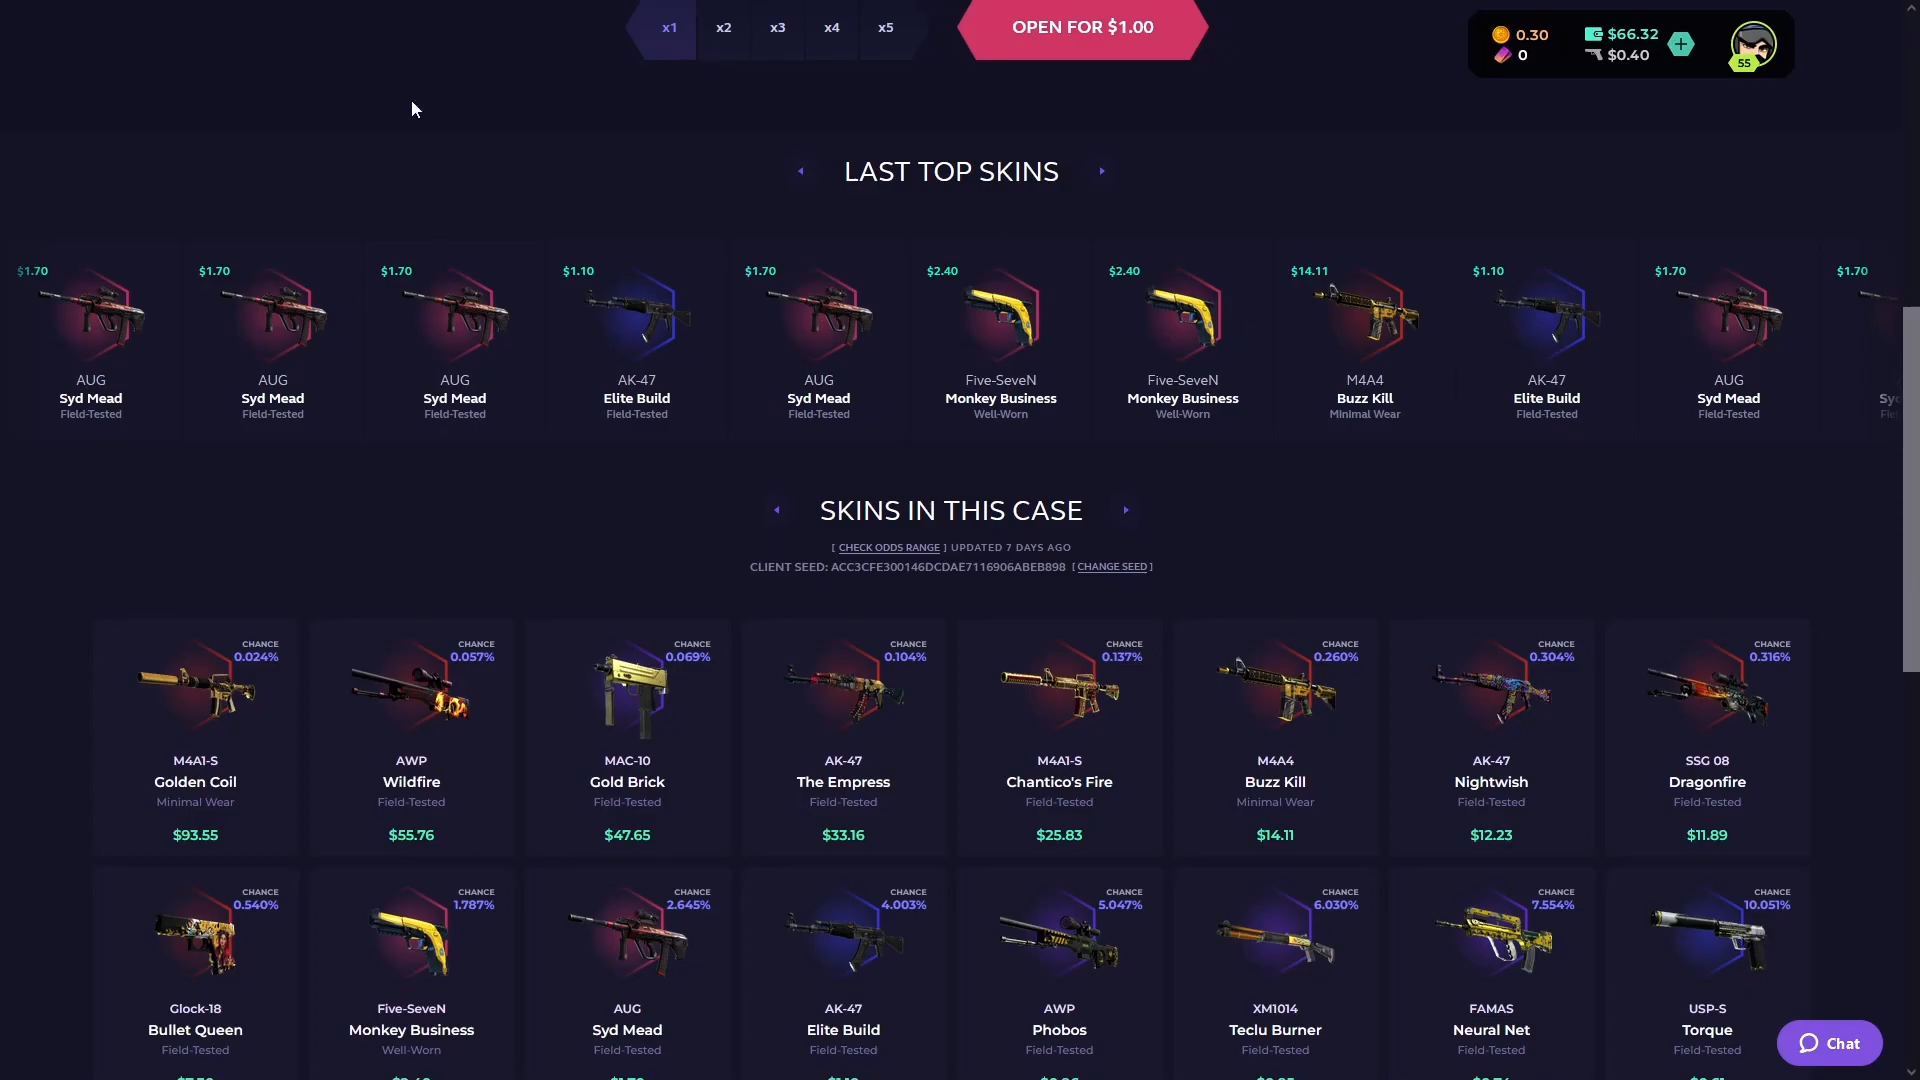 x1 x2 x3 x4 x5
OPEN FOR $1.00
0.30
$66.32
0
$0.40
55
LAST TOP SKINS
$1.70 $1.70 $1.70 $1.10 $1.70 $2.40 $2.40 $14.11 $1.10 $1.70 $1.70
AUG AUG AUG AK-47 AUG Five-SeveN Five-SeveN M4A4 AK-47 AUG
Syd Mead Syd Mead Syd Mead Elite Build Syd Mead Monkey Business Monkey Business Buzz Kill Elite Build Syd Mead
Field-Tested Field-Tested Field-Tested Field-Tested Field-Tested Well-Worn Well-Worn Minimal Wear Field-Tested Field-Tested
SKINS IN THIS CASE
[ CHECK ODDS RANGE ] UPDATED 7 DAYS AGO
CLIENT SEED: ACC3CFE300146DCDAE7116906ABEB898 [ CHANGE SEED ]
CHANCE CHANCE CHANCE CHANCE CHANCE CHANCE CHANCE CHANCE
0.024% 0.057% 0.069% 0.104% 0.137% 0.260% 0.304% 0.316%
M4A1-S AWP MAC-10 AK-47 M4A1-S M4A4 AK-47 SSG 08
Golden Coil Wildfire Gold Brick The Empress Chantico's Fire Buzz Kill Nightwish Dragonfire
Minimal Wear Field-Tested Field-Tested Field-Tested Field-Tested Minimal Wear Field-Tested Field-Tested
$93.55 $55.76 $47.65 $33.16 $25.83 $14.11 $12.23 $11.89
CHANCE CHANCE CHANCE CHANCE CHANCE CHANCE CHANCE CHANCE
0.540% 1.787% 2.645% 4.003% 5.047% 6.030% 7.554% 10.051%
Glock-18 Five-SeveN AUG AK-47 AWP XM1014 FAMAS USP-S
Bullet Queen Monkey Business Syd Mead Elite Build Phobos Teclu Burner Neural Net Torque
Field-Tested Well-Worn Field-Tested Field-Tested Field-Tested Field-Tested Field-Tested Field-Tested
Chat